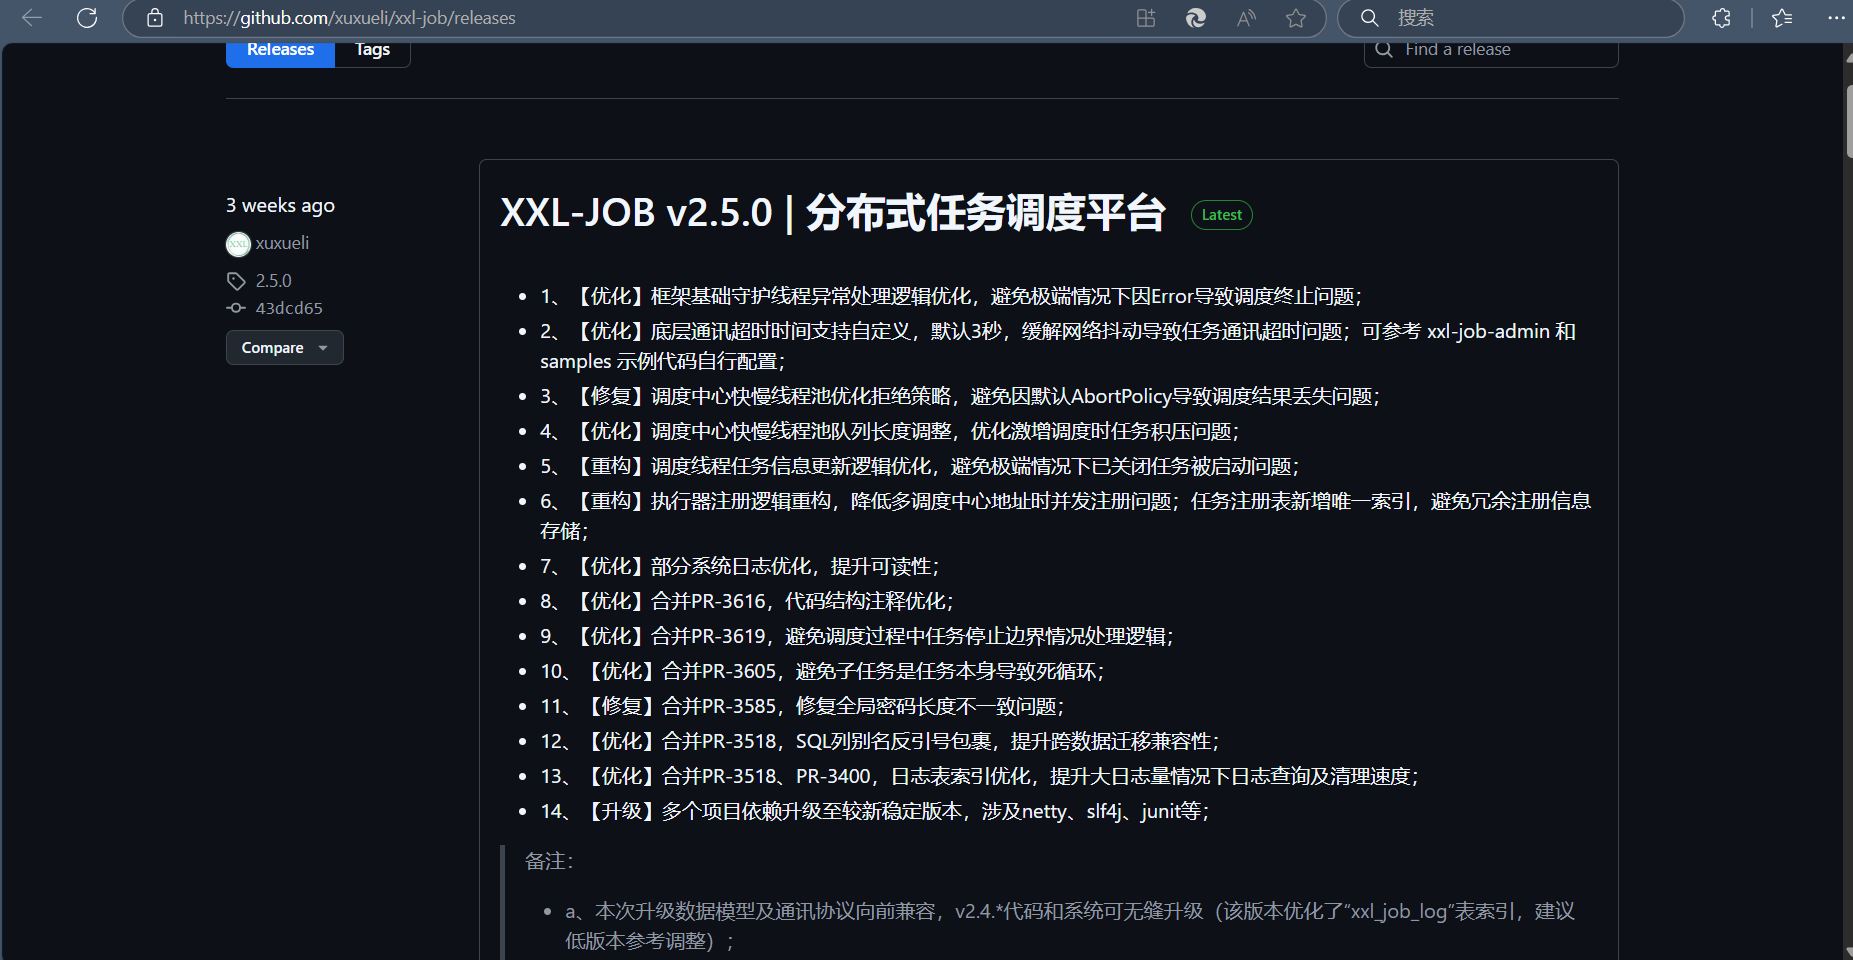 https://github.com/xuxueli/xxl-job/releases
搜索
Releases
Tags
Find a release
3 weeks ago
xuxueli
2.5.0
43dcd65
Compare
XXL-JOB v2.5.0 | 分布式任务调度平台
Latest
1、【优化】框架基础守护线程异常处理逻辑优化，避免极端情况下因Error导致调度终止问题；
2、【优化】底层通讯超时时间支持自定义，默认3秒，缓解网络抖动导致任务通讯超时问题；可参考 xxl-job-admin 和
samples 示例代码自行配置；
3、【修复】调度中心快慢线程池优化拒绝策略，避免因默认AbortPolicy导致调度结果丢失问题；
4、【优化】调度中心快慢线程池队列长度调整，优化激增调度时任务积压问题；
5、【重构】调度线程任务信息更新逻辑优化，避免极端情况下已关闭任务被启动问题；
6、【重构】执行器注册逻辑重构，降低多调度中心地址时并发注册问题；任务注册表新增唯一索引，避免冗余注册信息
存储；
7、【优化】部分系统日志优化，提升可读性；
8、【优化】合并PR-3616，代码结构注释优化；
9、【优化】合并PR-3619，避免调度过程中任务停止边界情况处理逻辑；
10、【优化】合并PR-3605，避免子任务是任务本身导致死循环；
11、【修复】合并PR-3585，修复全局密码长度不一致问题；
12、【优化】合并PR-3518，SQL列别名反引号包裹，提升跨数据迁移兼容性；
13、【优化】合并PR-3518、PR-3400，日志表索引优化，提升大日志量情况下日志查询及清理速度；
14、【升级】多个项目依赖升级至较新稳定版本，涉及netty、slf4j、junit等；
备注：
a、本次升级数据模型及通讯协议向前兼容，v2.4.*代码和系统可无缝升级（该版本优化了“xxl_job_log”表索引，建议
低版本参考调整）；